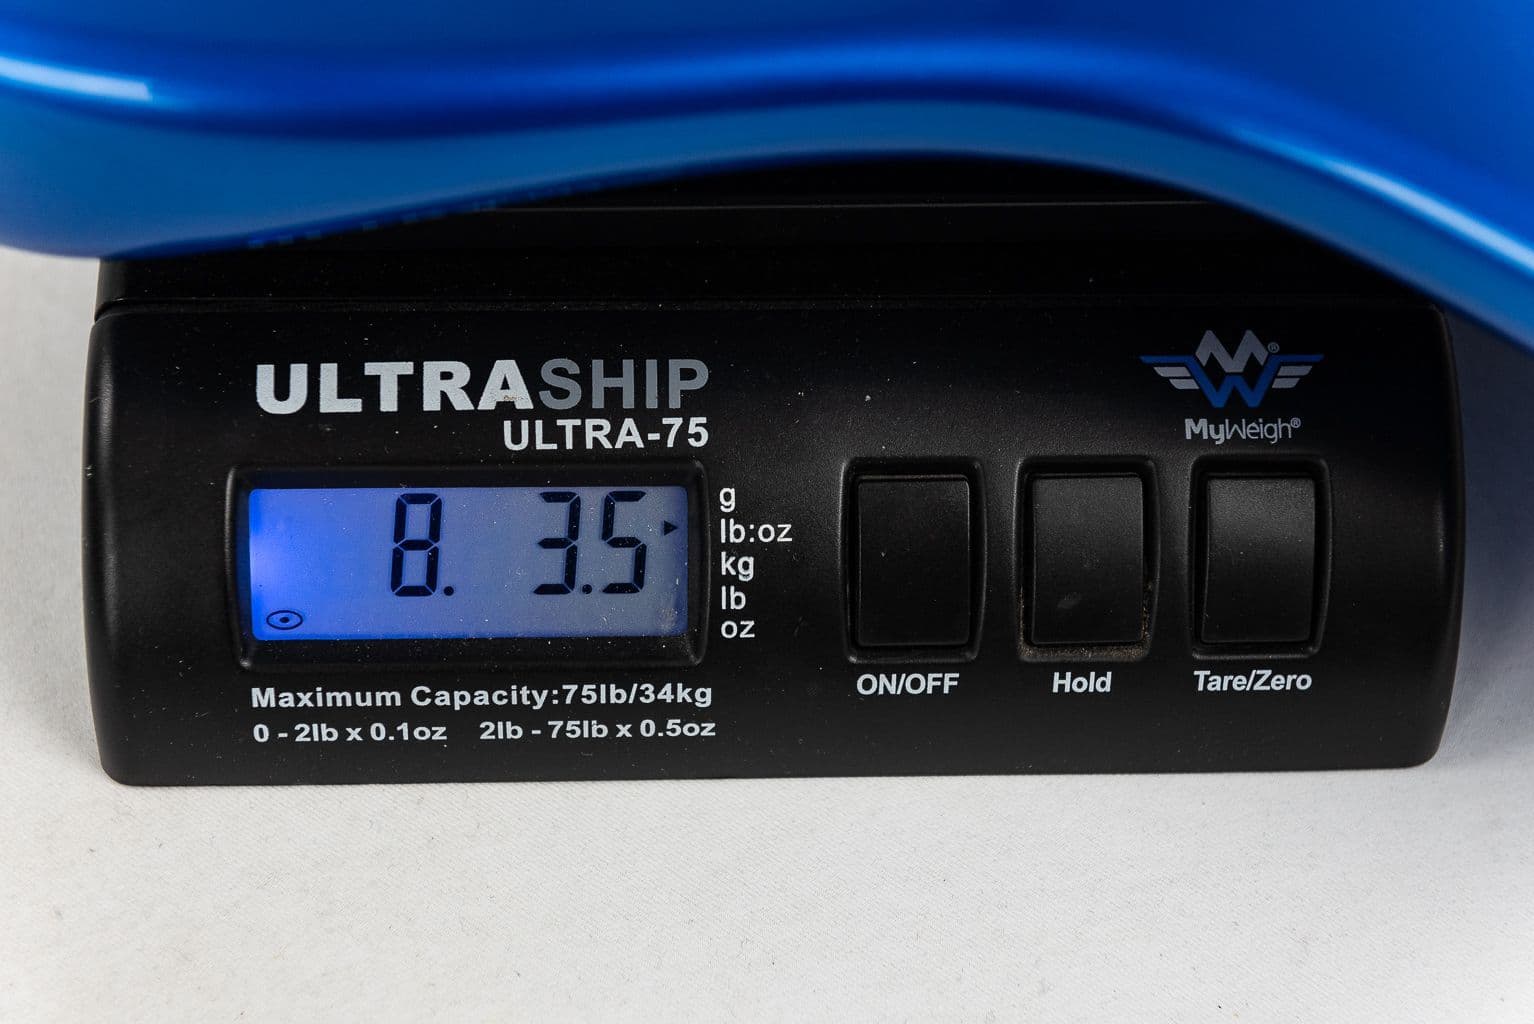 ULTRASHIP
ULTRA-75
MW®
MyWeigh®
8. 3.5
g
lb:oz
kg
lb
oz
ON/OFF
Hold
Tare/Zero
Maximum Capacity:75lb/34kg
0 - 2lb x 0.1oz 2lb - 75lb x 0.5oz